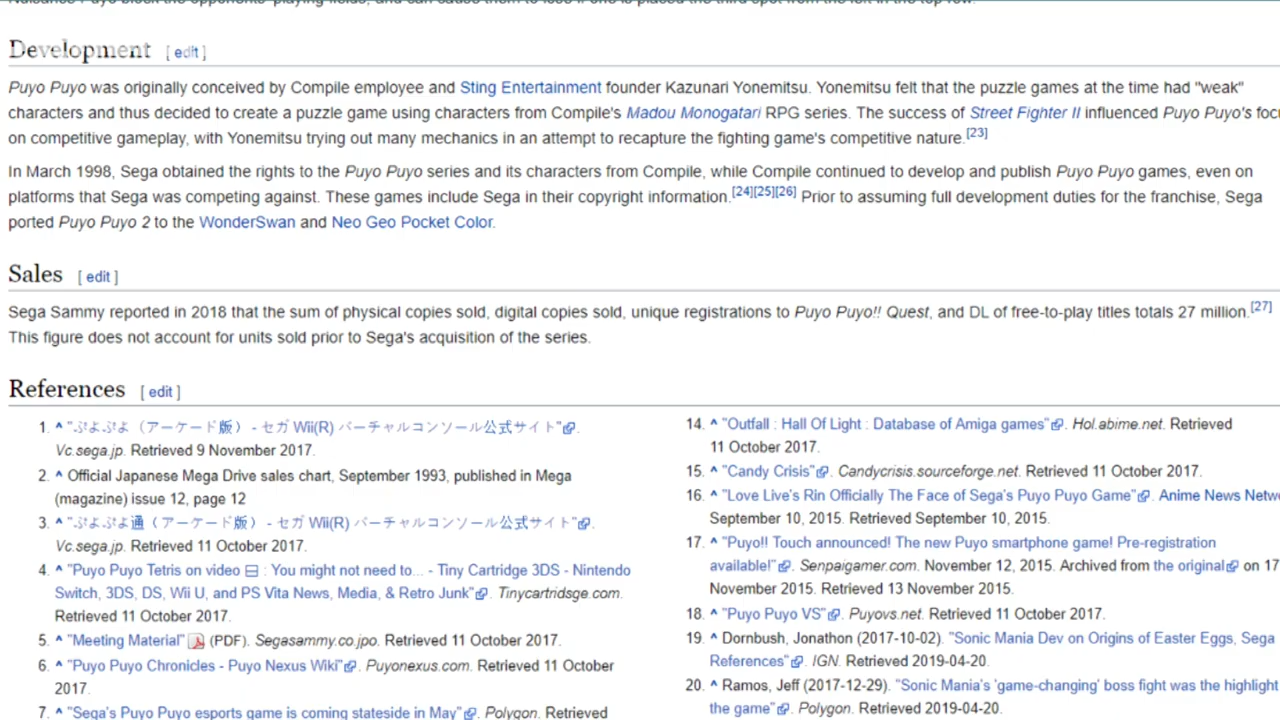 Development [ edit ]
Puyo Puyo was originally conceived by Compile employee and Sting Entertainment founder Kazunari Yonemitsu. Yonemitsu felt that the puzzle games at the time had "weak"
characters and thus decided to create a puzzle game using characters from Compile's Madou Monogatari RPG series. The success of Street Fighter II influenced Puyo Puyo's
on competitive gameplay, with Yonemitsu trying out many mechanics in an attempt to recapture the fighting game's competitive nature.[23]
In March 1998, Sega obtained the rights to the Puyo Puyo series and its characters from Compile, while Compile continued to develop and publish Puyo Puyo games, even on
platforms that Sega was competing against. These games include Sega in their copyright information.[24][25][26] Prior to assuming full development duties for the franchise, Sega
ported Puyo Puyo 2 to the WonderSwan and Neo Geo Pocket Color.
Sales [ edit ]
Sega Sammy reported in 2018 that the sum of physical copies sold, digital copies sold, unique registrations to Puyo Puyo!! Quest, and DL of free-to-play titles totals 27 million.[27]
This figure does not account for units sold prior to Sega's acquisition of the series.
References [ edit ]
1. ^ "ぷよぷよ（アーケード版） - セガ Wii(R) バーチャルコンソール公式サイト".
Vc.sega.jp. Retrieved 9 November 2017.
2. ^ Official Japanese Mega Drive sales chart, September 1993, published in Mega
(magazine) issue 12, page 12
3. ^ "ぷよぷよ通（アーケード版） - セガ Wii(R) バーチャルコンソール公式サイト".
Vc.sega.jp. Retrieved 11 October 2017.
4. ^ "Puyo Puyo Tetris on video 日 : You might not need to... - Tiny Cartridge 3DS - Nintendo
Switch, 3DS, DS, Wii U, and PS Vita News, Media, & Retro Junk". Tinycartridsge.com.
Retrieved 11 October 2017.
5. ^ "Meeting Material" (PDF). Segasammy.co.jpo. Retrieved 11 October 2017.
6. ^ "Puyo Puyo Chronicles - Puyo Nexus Wiki". Puyonexus.com. Retrieved 11 October
2017.
7. ^ "Sega's Puyo Puyo esports game is coming stateside in May". Polygon. Retrieved
14. ^ "Outfall : Hall Of Light : Database of Amiga games". Hol.abime.net. Retrieved
11 October 2017.
15. ^ "Candy Crisis". Candycrisis.sourceforge.net. Retrieved 11 October 2017.
16. ^ "Love Live's Rin Officially The Face of Sega's Puyo Puyo Game". Anime News
September 10, 2015. Retrieved September 10, 2015.
17. ^ "Puyo!! Touch announced! The new Puyo smartphone game! Pre-registration
available!". Senpaigamer.com. November 12, 2015. Archived from the original on 17
November 2015. Retrieved 13 November 2015.
18. ^ "Puyo Puyo VS". Puyovs.net. Retrieved 11 October 2017.
19. ^ Dornbush, Jonathon (2017-10-02). "Sonic Mania Dev on Origins of Easter Eggs, Sega
References". IGN. Retrieved 2019-04-20.
20. ^ Ramos, Jeff (2017-12-29). "Sonic Mania's 'game-changing' boss fight was the highlight
the game". Polygon. Retrieved 2019-04-20.